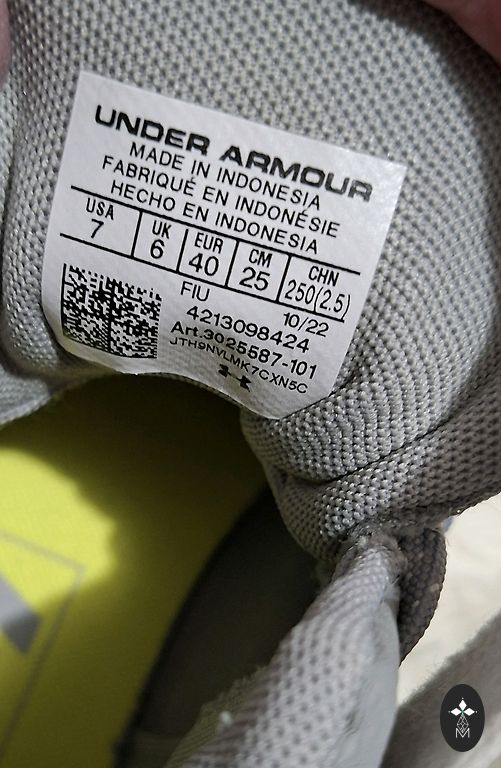 UNDER ARMOUR
MADE IN INDONESIA
FABRIQUÉ EN INDONÉSIE
HECHO EN INDONESIA
USA UK EUR CM CHN
7 6 40 25 250(2.5)
FIU 10/22
4213098424
Art.3025587-101
JTH9NVLMK7CXN5C